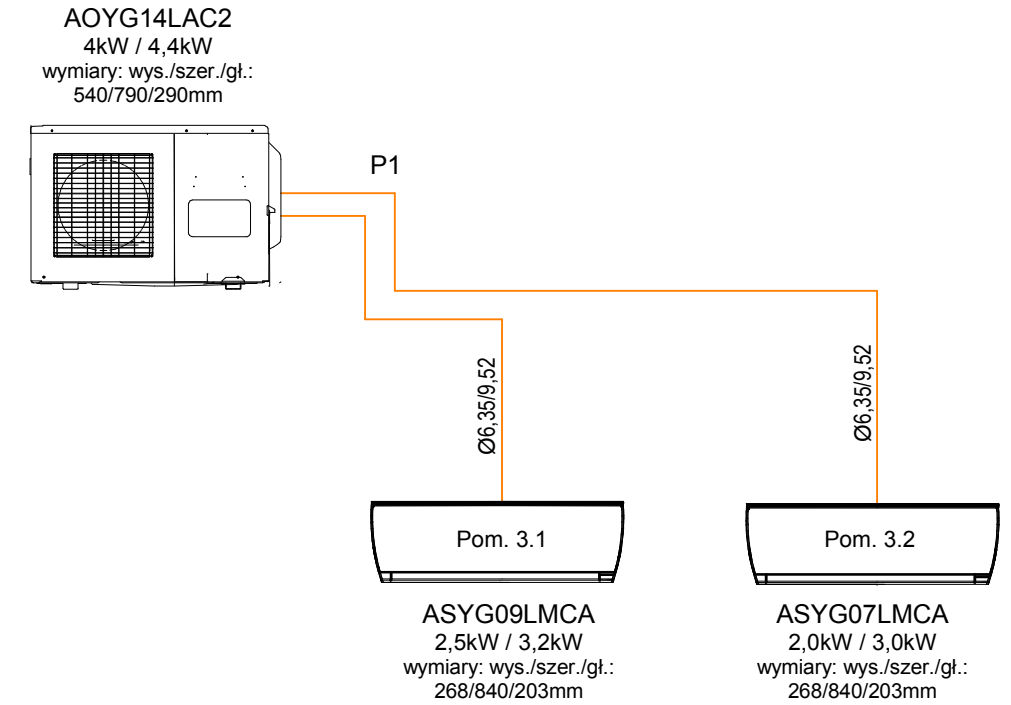 AOYG14LAC2
4kW / 4,4kW
wymiary: wys./szer./gł.:
540/790/290mm
P1
Ø6,35/9,52
Ø6,35/9,52
Pom. 3.1
Pom. 3.2
ASYG09LMCA
2,5kW / 3,2kW
wymiary: wys./szer./gł.:
268/840/203mm
ASYG07LMCA
2,0kW / 3,0kW
wymiary: wys./szer./gł.:
268/840/203mm